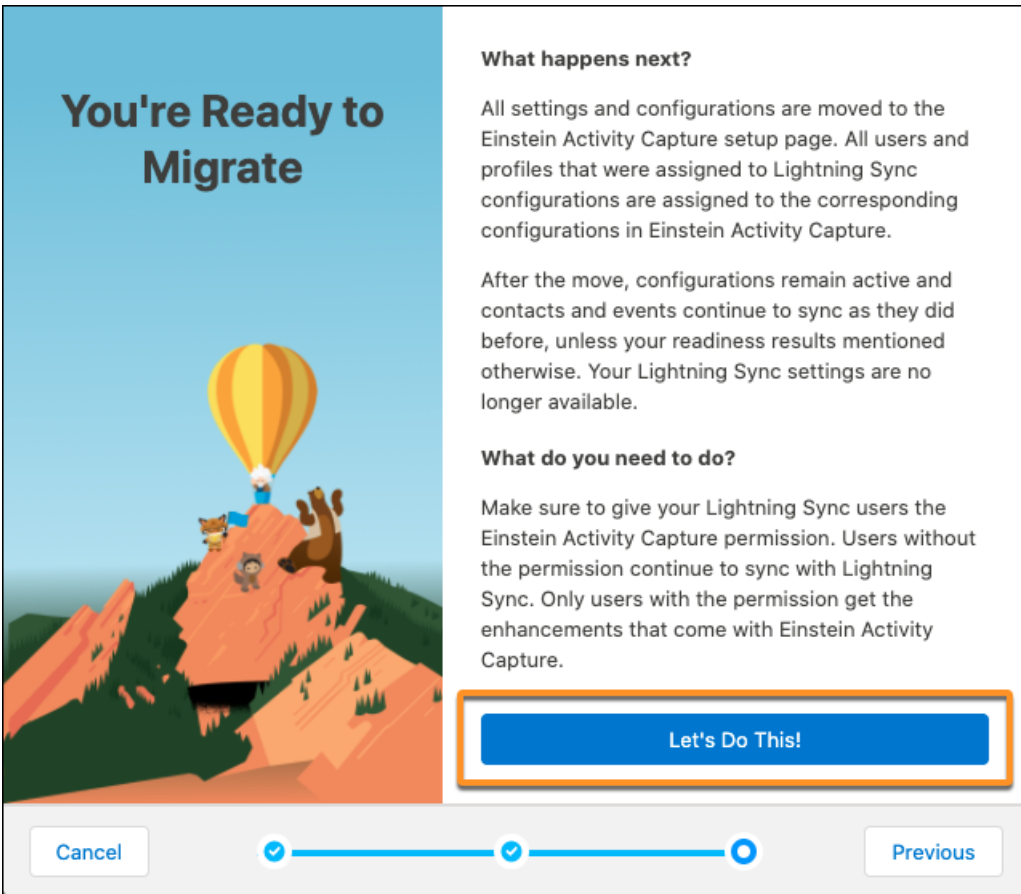 You're Ready to
Migrate
What happens next?
All settings and configurations are moved to the
Einstein Activity Capture setup page. All users and
profiles that were assigned to Lightning Sync
configurations are assigned to the corresponding
configurations in Einstein Activity Capture.
After the move, configurations remain active and
contacts and events continue to sync as they did
before, unless your readiness results mentioned
otherwise. Your Lightning Sync settings are no
longer available.
What do you need to do?
Make sure to give your Lightning Sync users the
Einstein Activity Capture permission. Users without
the permission continue to sync with Lightning
Sync. Only users with the permission get the
enhancements that come with Einstein Activity
Capture.
Let's Do This!
Cancel
Previous